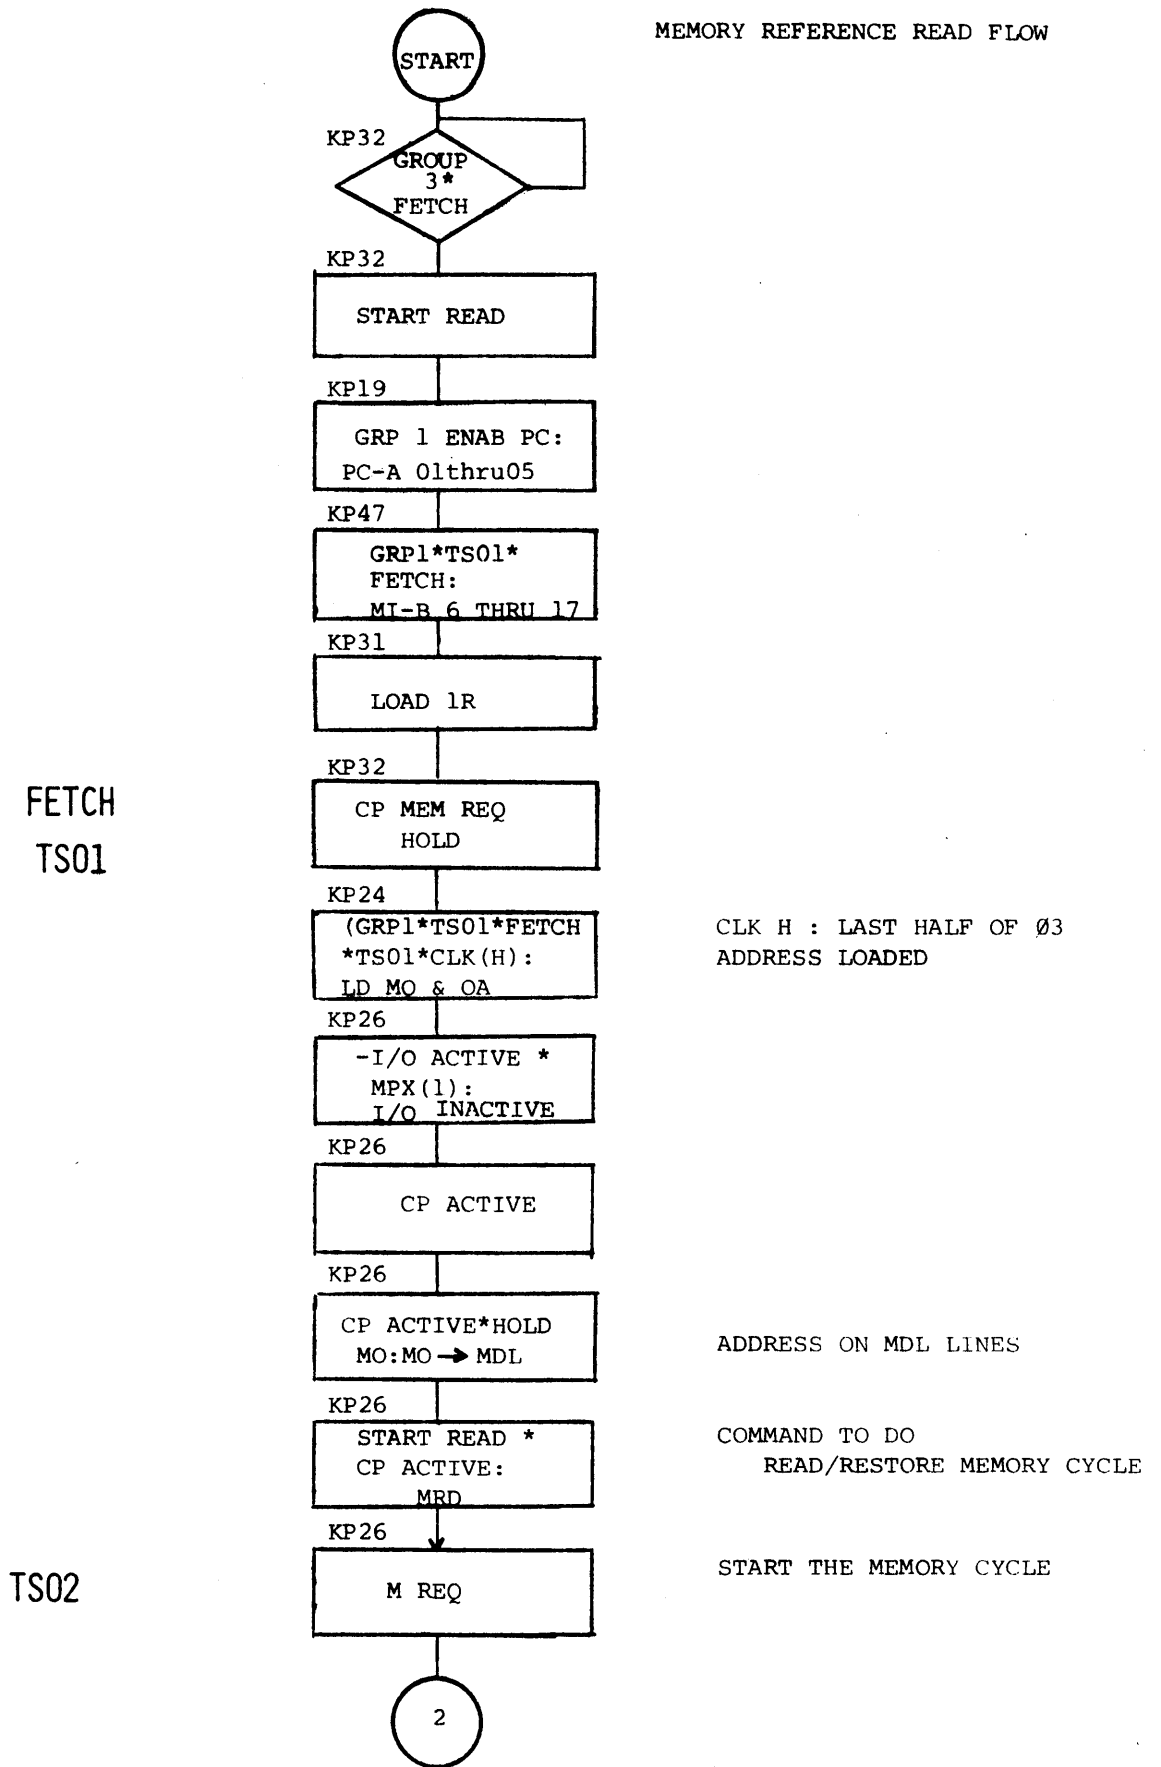 MEMORY REFERENCE READ FLOW
START
KP32
GROUP
3*
FETCH
KP32
START READ
KP19
GRP 1 ENAB PC:
PC-A 01thru05
KP47
GRP1*TS01*
FETCH:
MI-B 6 THRU 17
KP31
LOAD 1R
FETCH
TS01
KP32
CP MEM REQ
HOLD
KP24
(GRP1*TS01*FETCH
*TS01*CLK(H):
LD MO & OA
CLK H : LAST HALF OF Ø3
ADDRESS LOADED
KP26
-I/O ACTIVE *
MPX(1):
I/O INACTIVE
KP26
CP ACTIVE
KP26
CP ACTIVE*HOLD
MO:MO → MDL
ADDRESS ON MDL LINES
KP26
START READ *
CP ACTIVE:
MRD
COMMAND TO DO
READ/RESTORE MEMORY CYCLE
TS02
KP26
M REQ
START THE MEMORY CYCLE
2